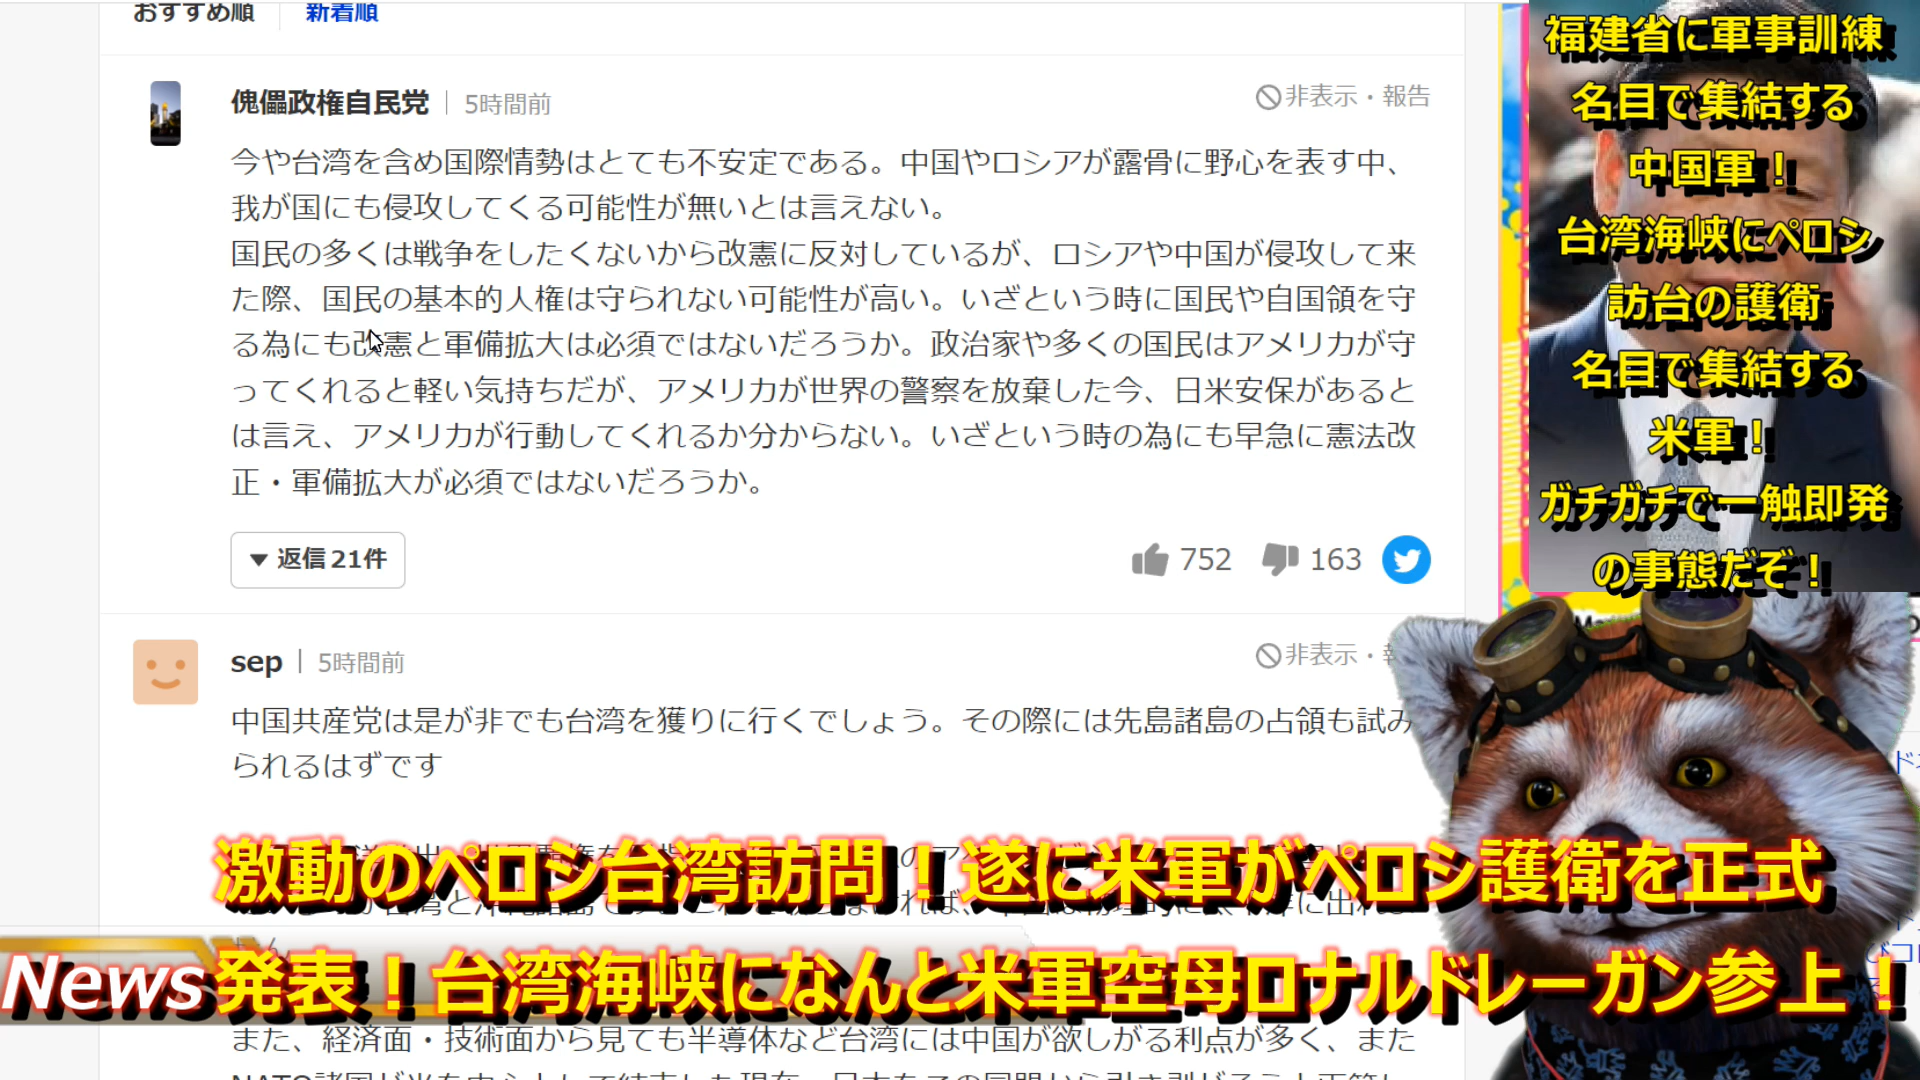 おすすめ順
新着順
傀儡政権自民党
5時間前
非表示・報告
今や台湾を含め国際情勢はとても不安定である。中国やロシアが露骨に野心を表す中、
我が国にも侵攻してくる可能性が無いとは言えない。
国民の多くは戦争をしたくないから改憲に反対しているが、ロシアや中国が侵攻して来
た際、国民の基本的人権は守られない可能性が高い。いざという時に国民や自国領を守
る為にも改憲と軍備拡大は必須ではないだろうか。政治家や多くの国民はアメリカが守
ってくれると軽い気持ちだが、アメリカが世界の警察を放棄した今、日米安保があると
は言え、アメリカが行動してくれるか分からない。いざという時の為にも早急に憲法改
正・軍備拡大が必須ではないだろうか。
返信21件
752
163
sep
5時間前
非表示・
中国共産党は是が非でも台湾を獲りに行くでしょう。その際には先島諸島の占領も試み
られるはずです
また、経済面・技術面から見ても半導体など台湾には中国が欲しがる利点が多く、また
福建省に軍事訓練
名目で集結する
中国軍！
台湾海峡にペロシ
訪台の護衛
名目で集結する
米軍！
ガチガチで一触即発
の事態だぞ！
激動のペロシ台湾訪問！遂に米軍がペロシ護衛を正式
News
発表！台湾海峡になんと米軍空母ロナルドレーガン参上！